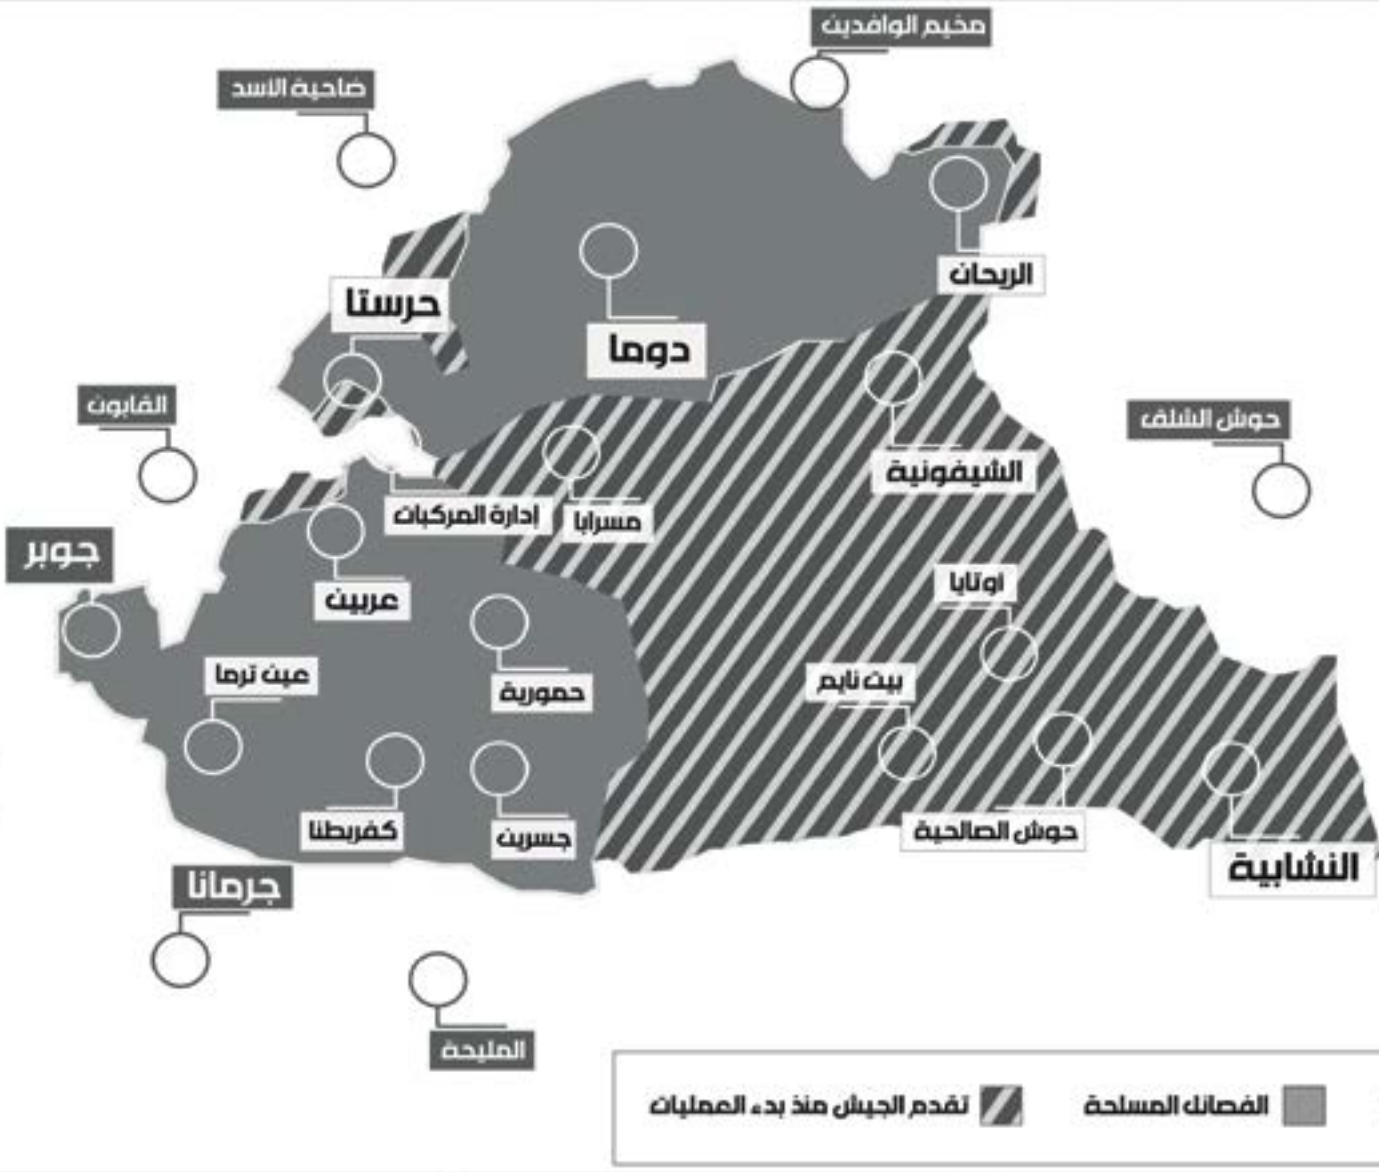 مخيم الوافدين
ضاحية الأسد
الريحان
حرستا
دوما
القابون
حوش الشلف
الشيفونية
إدارة المركبات
مسرابا
جوبر
عربين
أوتايا
عين ترما
حمورية
بيت نايم
كفربطنا
جسرين
حوش الصالحية
النشابية
جرمانا
المليحة
الفصائل المسلحة
تقدم الجيش منذ بدء العمليات